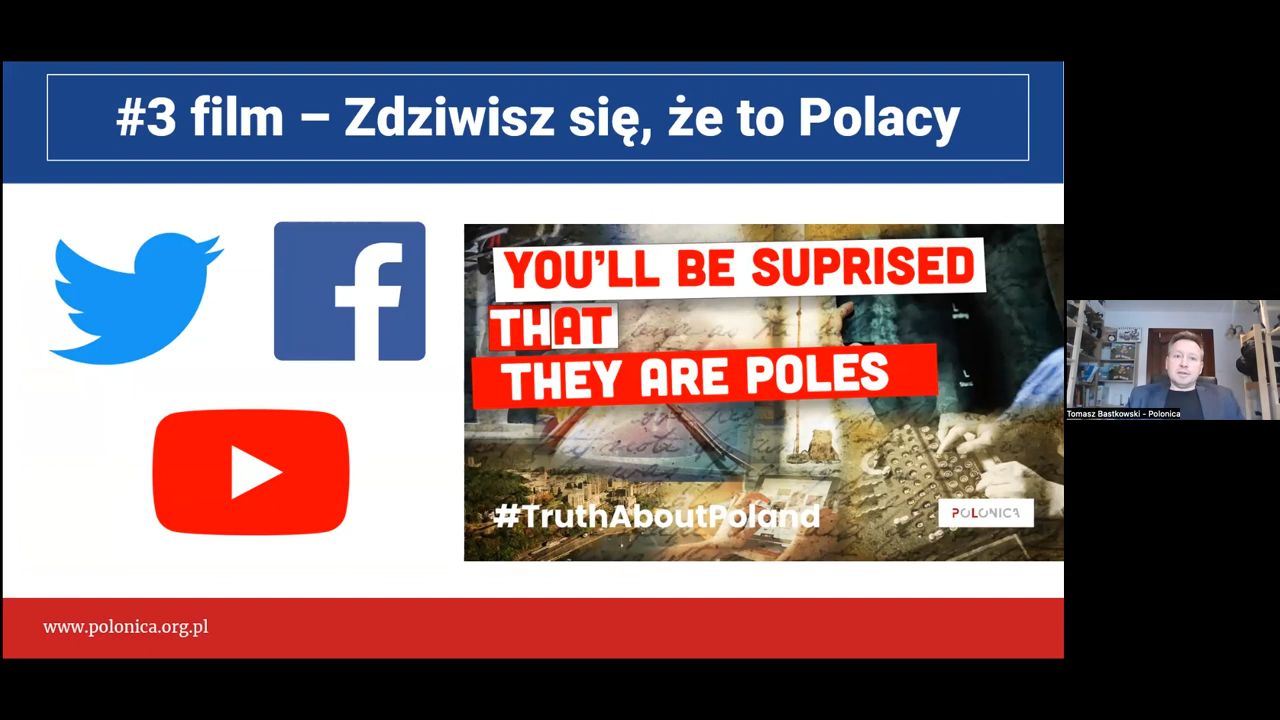 #3 film – Zdziwisz się, że to Polacy
YOU'LL BE SUPRISED
THAT
THEY ARE POLES
#TruthAboutPoland
POLONICA
www.polonica.org.pl
Tomasz Bastkowski - Polonica